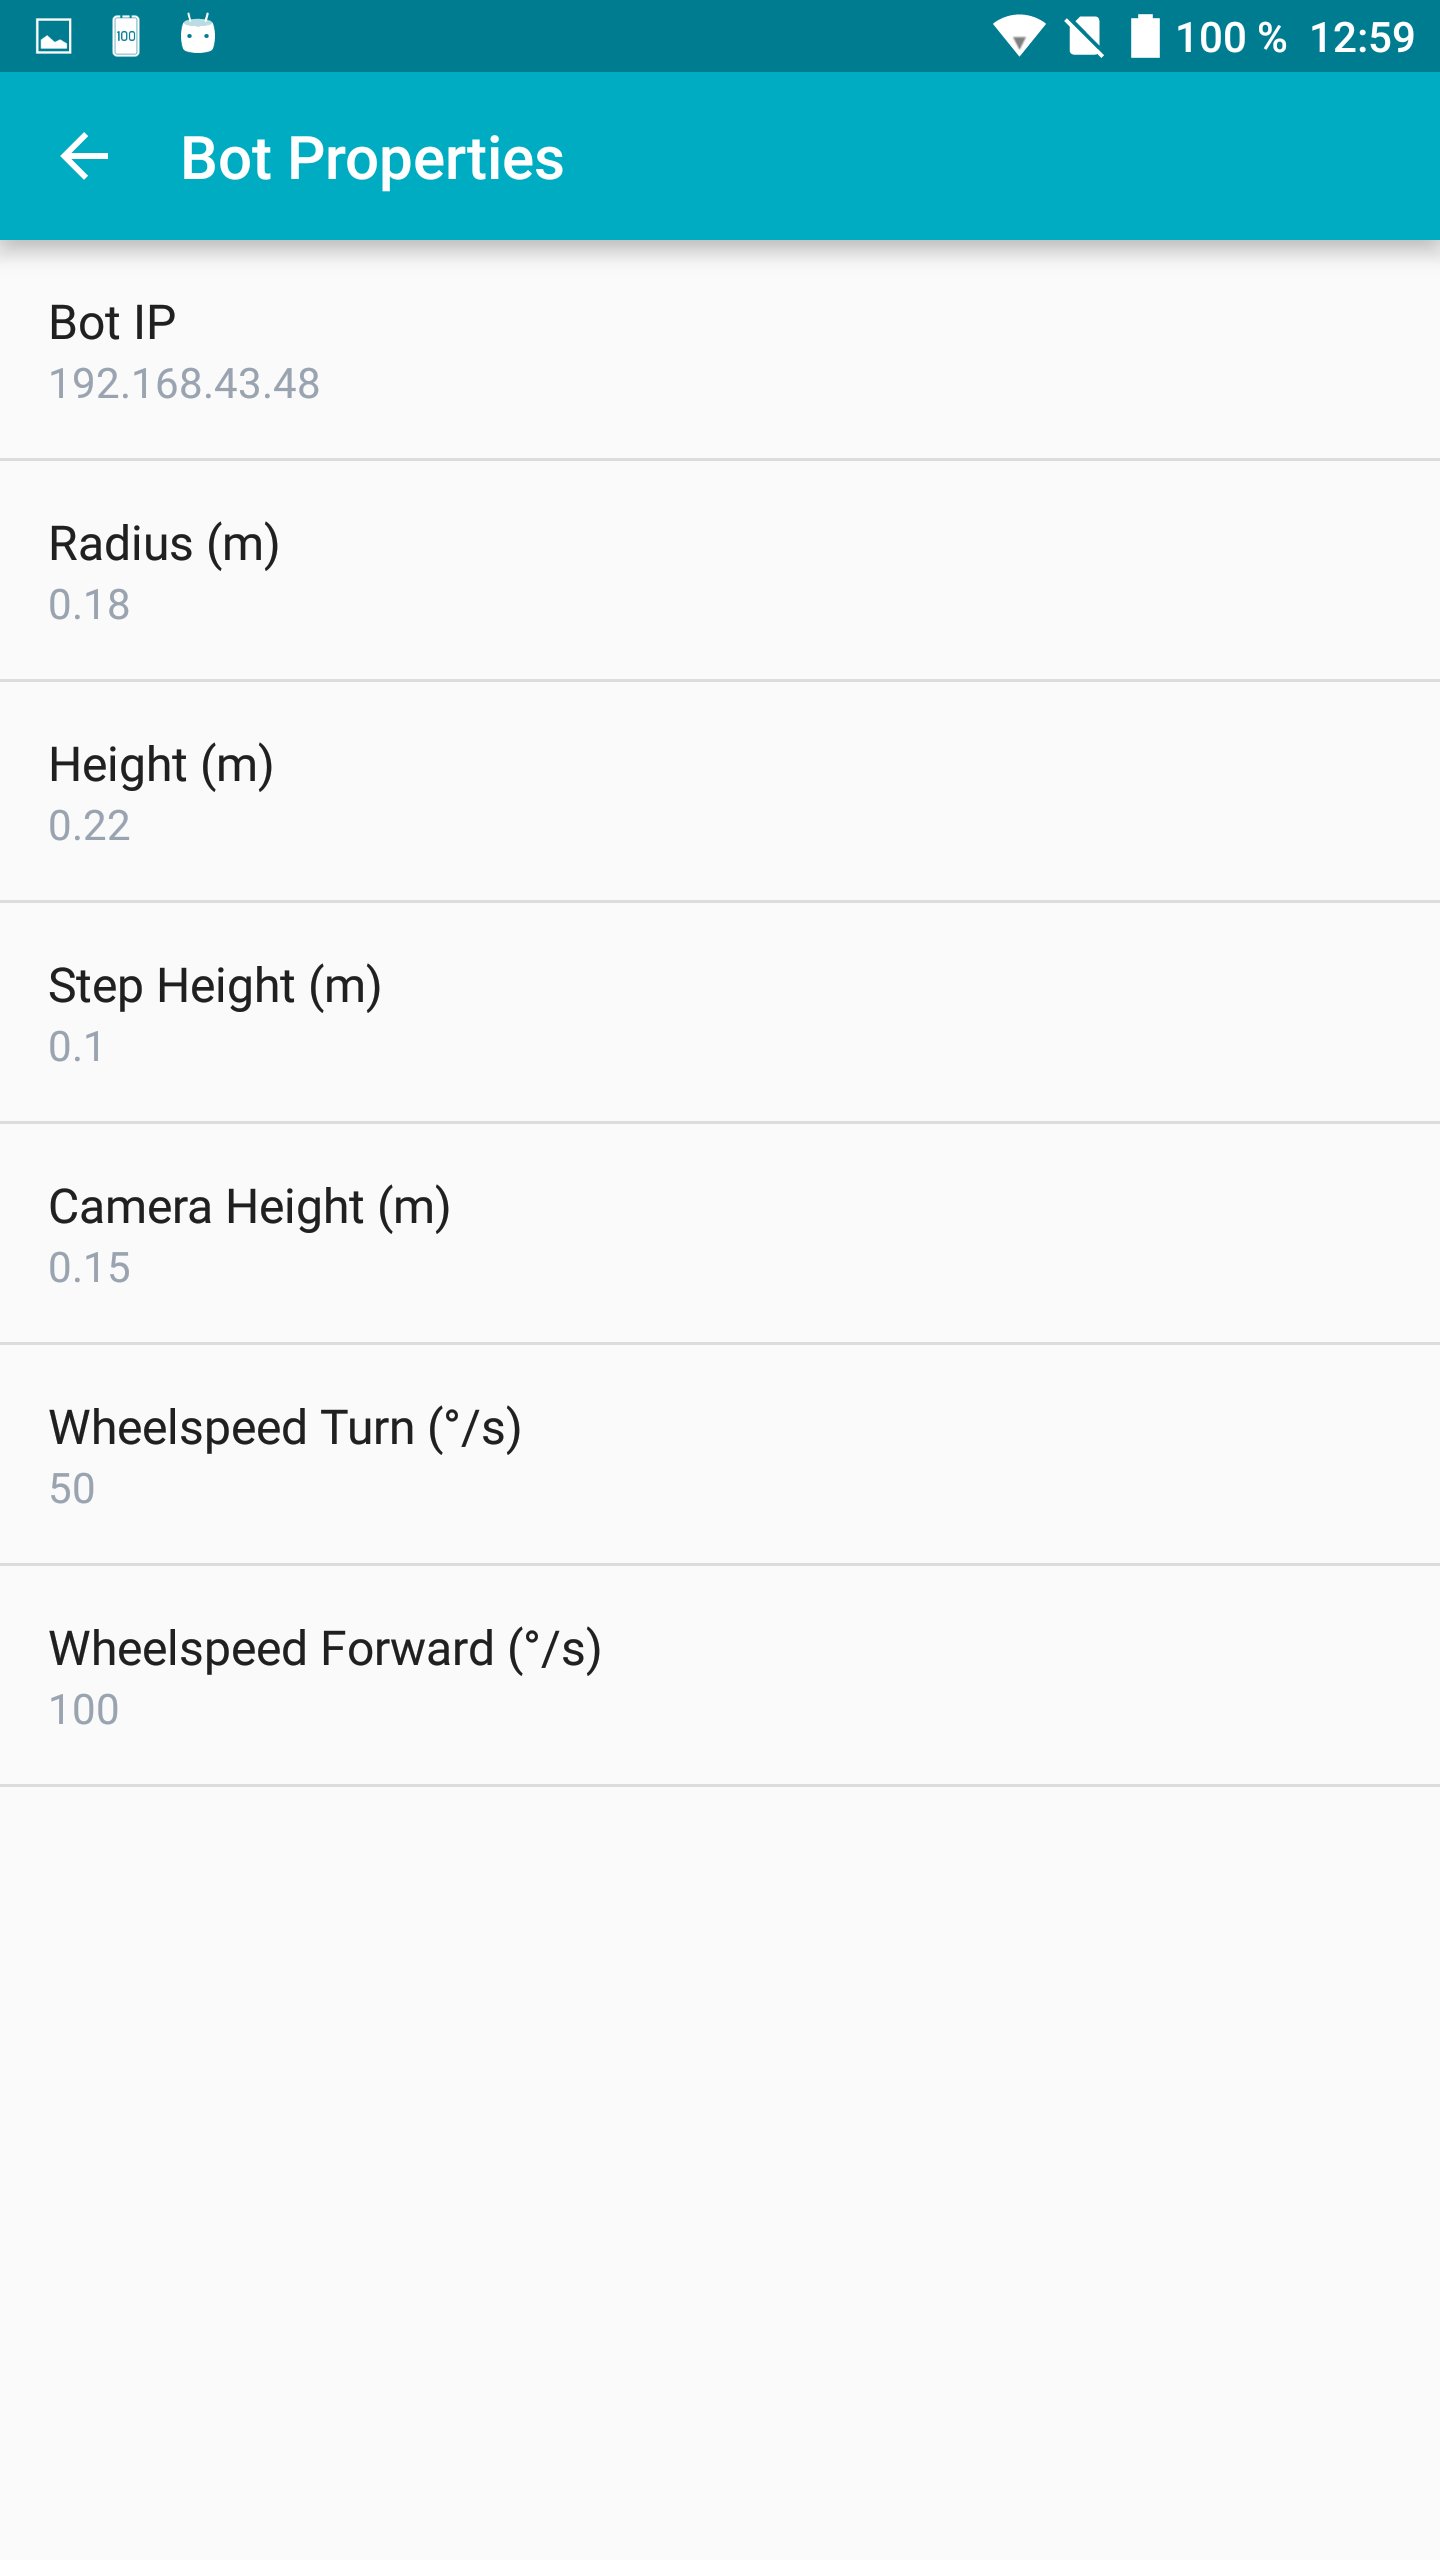 100 100 % 12:59
Bot Properties
Bot IP
192.168.43.48
Radius (m)
0.18
Height (m)
0.22
Step Height (m)
0.1
Camera Height (m)
0.15
Wheelspeed Turn (°/s)
50
Wheelspeed Forward (°/s)
100